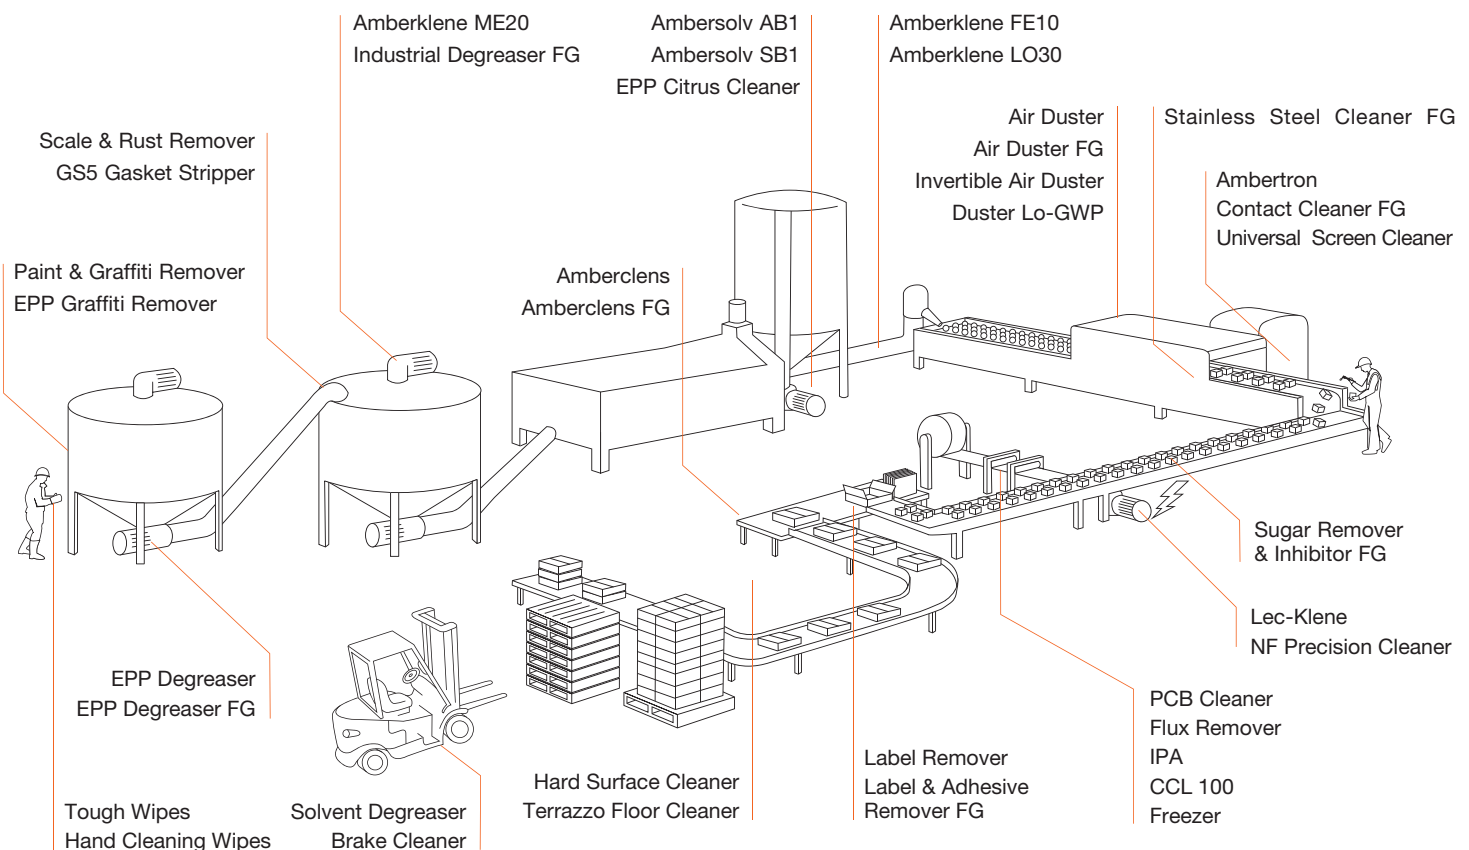 Amberklene ME20
Industrial Degreaser FG
Ambersolv AB1
Ambersolv SB1
EPP Citrus Cleaner
Amberklene FE10
Amberklene LO30
Air Duster
Air Duster FG
Invertible Air Duster
Duster Lo-GWP
Stainless Steel Cleaner FG
Scale & Rust Remover
GS5 Gasket Stripper
Ambertron
Contact Cleaner FG
Universal Screen Cleaner
Paint & Graffiti Remover
EPP Graffiti Remover
Amberclens
Amberclens FG
Sugar Remover
& Inhibitor FG
Lec-Klene
NF Precision Cleaner
EPP Degreaser
EPP Degreaser FG
PCB Cleaner
Flux Remover
IPA
CCL 100
Freezer
Label Remover
Label & Adhesive
Remover FG
Hard Surface Cleaner
Terrazzo Floor Cleaner
Tough Wipes
Hand Cleaning Wipes
Solvent Degreaser
Brake Cleaner